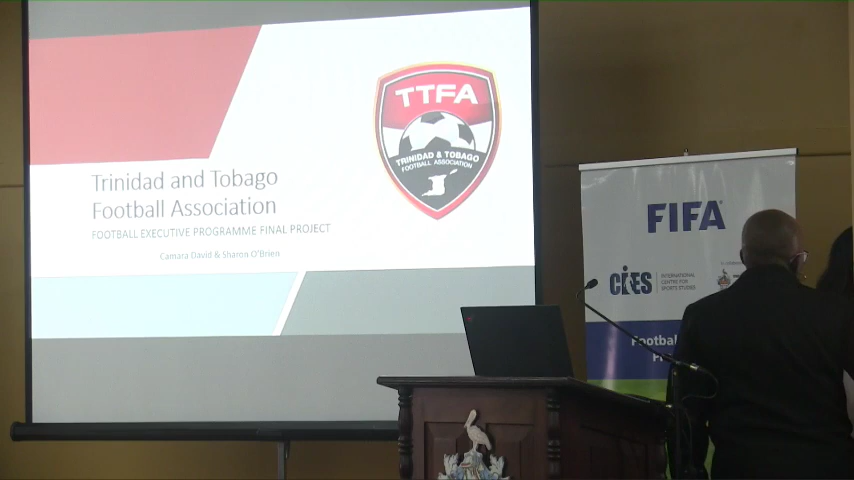 Trinidad and Tobago
Football Association
FOOTBALL EXECUTIVE PROGRAMME FINAL PROJECT
Camara David & Sharon O'Brien
TTFA
TRINIDAD & TOBAGO
FOOTBALL ASSOCIATION
FIFA
CIES
INTERNATIONAL
CENTRE FOR
SPORTS STUDIES
Football